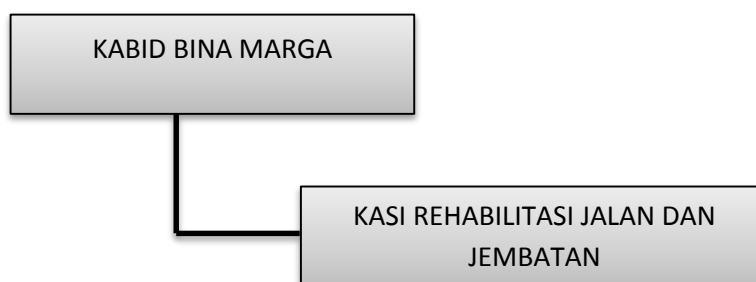 KABID BINA MARGA
KASI REHABILITASI JALAN DAN
JEMBATAN